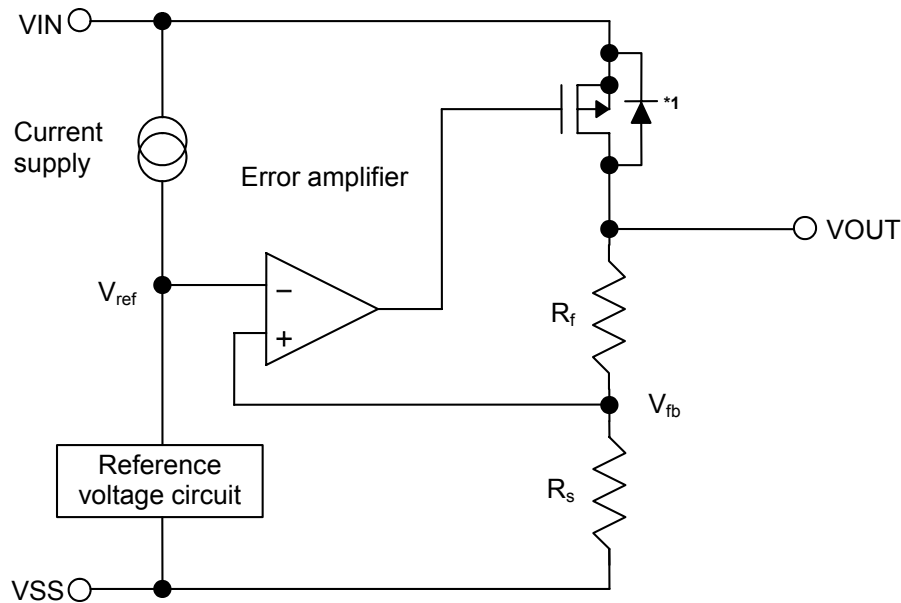 VIN
*1
Current
supply
Error amplifier
VOUT
Vref
−
+
Rf
Vfb
Reference
voltage circuit
Rs
VSS